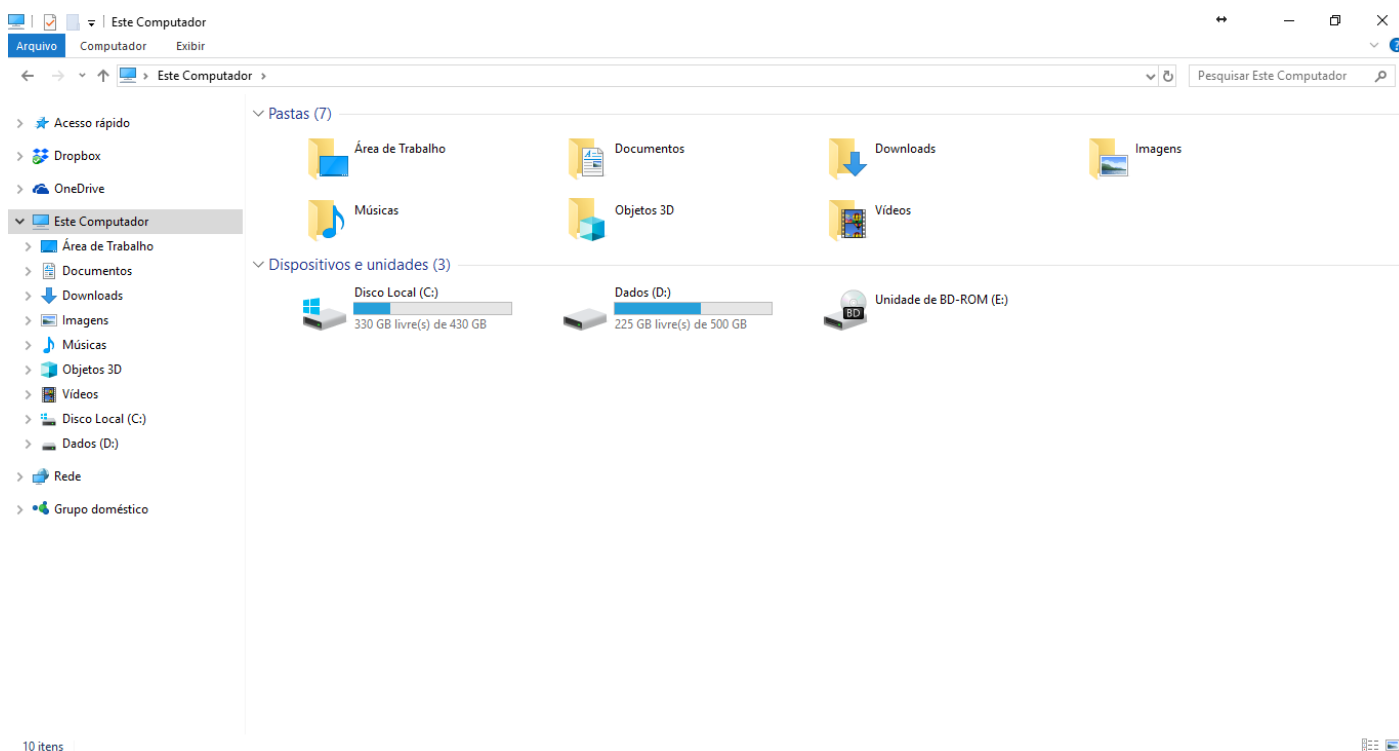 Este Computador
Arquivo Computador Exibir
Este Computador
Pesquisar Este Computador
Acesso rápido
Dropbox
OneDrive
Este Computador
Área de Trabalho
Documentos
Downloads
Imagens
Músicas
Objetos 3D
Vídeos
Disco Local (C:)
Dados (D:)
Rede
Grupo doméstico
Pastas (7)
Área de Trabalho
Documentos
Downloads
Imagens
Músicas
Objetos 3D
Vídeos
Dispositivos e unidades (3)
Disco Local (C:)
330 GB livre(s) de 430 GB
Dados (D:)
225 GB livre(s) de 500 GB
BD
Unidade de BD-ROM (E:)
10 itens